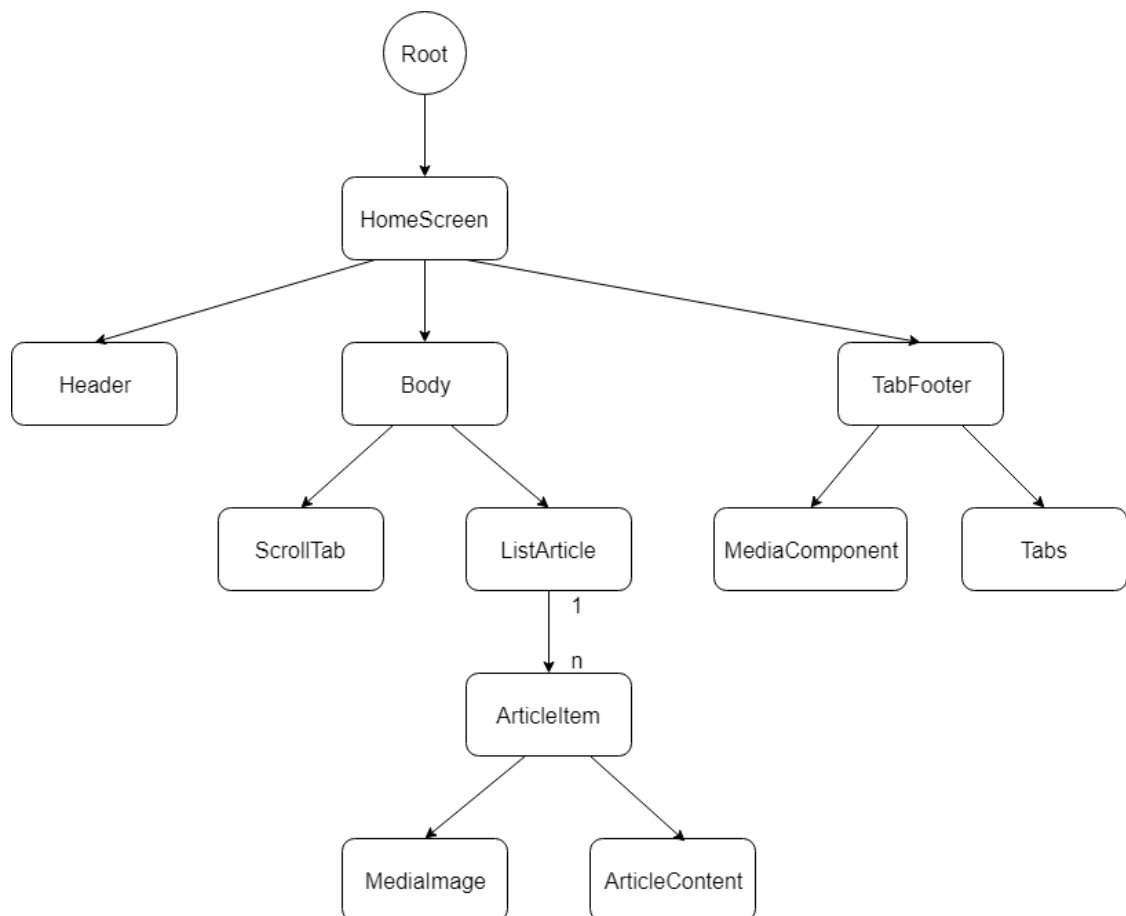 Root
HomeScreen
Header
Body
TabFooter
ScrollTab
ListArticle
MediaComponent
Tabs
1
n
ArticleItem
MediaImage
ArticleContent